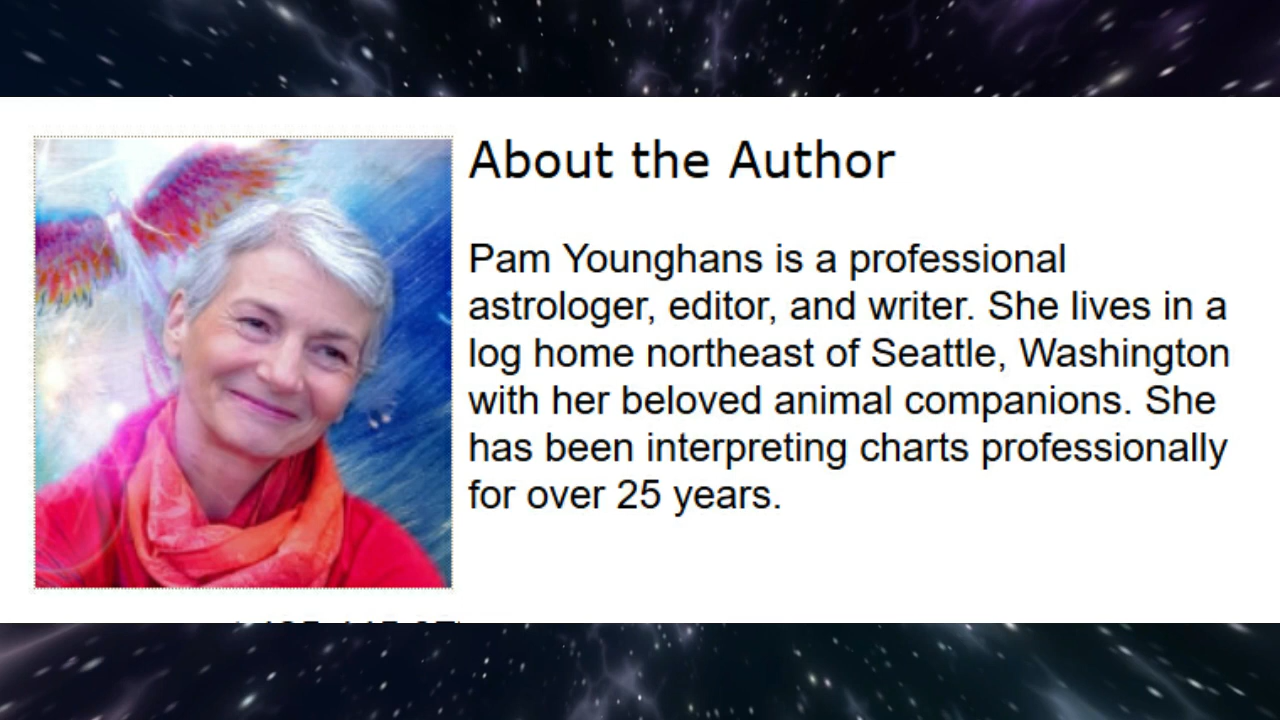 About the Author
Pam Younghans is a professional
astrologer, editor, and writer. She lives in a
log home northeast of Seattle, Washington
with her beloved animal companions. She
has been interpreting charts professionally
for over 25 years.